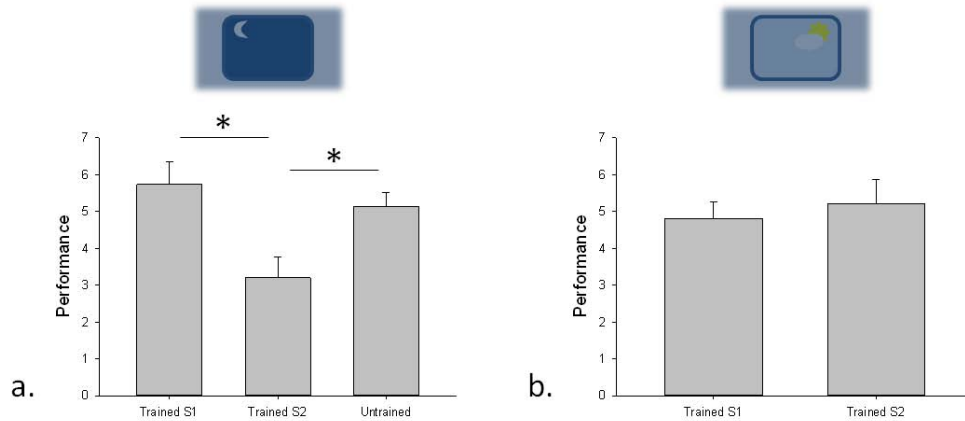 *
*
7
6
5
4
3
2
1
0
Performance
Trained S1
Trained S2
Untrained
a.
7
6
5
4
3
2
1
0
Performance
Trained S1
Trained S2
b.